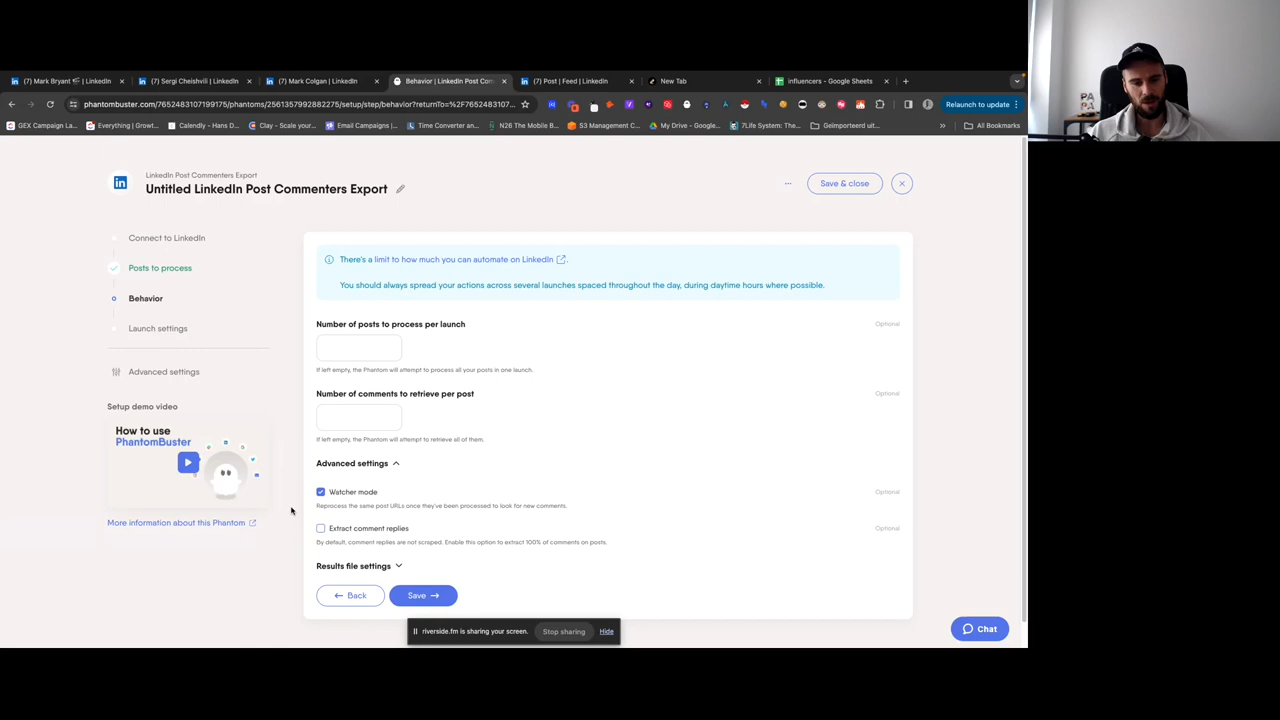 (7) Mark Bryant | LinkedIn
(7) Sergi Cheishvili | LinkedIn
(7) Mark Colgan | LinkedIn
Behavior | LinkedIn Post Com
(7) Post | Feed | LinkedIn
New Tab
influencers - Google Sheets
phantombuster.com/7652483107199175/phantoms/2561357992882275/setup/step/behavior?returnTo=%2F7652483107...
Relaunch to update
GEX Campaign La...
Everything | Growt...
Calendly - Hans D...
Clay - Scale your...
Email Campaigns |...
Time Converter an...
N26 The Mobile B...
S3 Management C...
My Drive - Google...
7Life System: The...
Geïmporteerd uit...
All Bookmarks
LinkedIn Post Commenters Export
Untitled LinkedIn Post Commenters Export
Save & close
Connect to LinkedIn
Posts to process
Behavior
Launch settings
Advanced settings
Setup demo video
How to use
PhantomBuster
More information about this Phantom
There's a limit to how much you can automate on LinkedIn.
You should always spread your actions across several launches spaced throughout the day, during daytime hours where possible.
Number of posts to process per launch
Optional
If left empty, the Phantom will attempt to process all your posts in one launch.
Number of comments to retrieve per post
Optional
If left empty, the Phantom will attempt to retrieve all of them.
Advanced settings
Watcher mode
Optional
Reprocess the same post URLs once they've been processed to look for new comments.
Extract comment replies
Optional
By default, comment replies are not scraped. Enable this option to extract 100% of comments on posts.
Results file settings
Back
Save
riverside.fm is sharing your screen.
Stop sharing
Hide
Chat